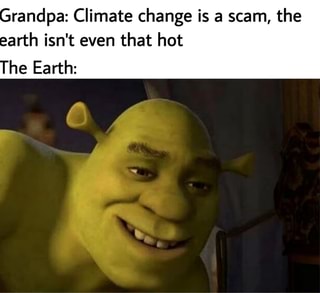 Grandpa: Climate change is a scam, the
earth isn't even that hot
The Earth: